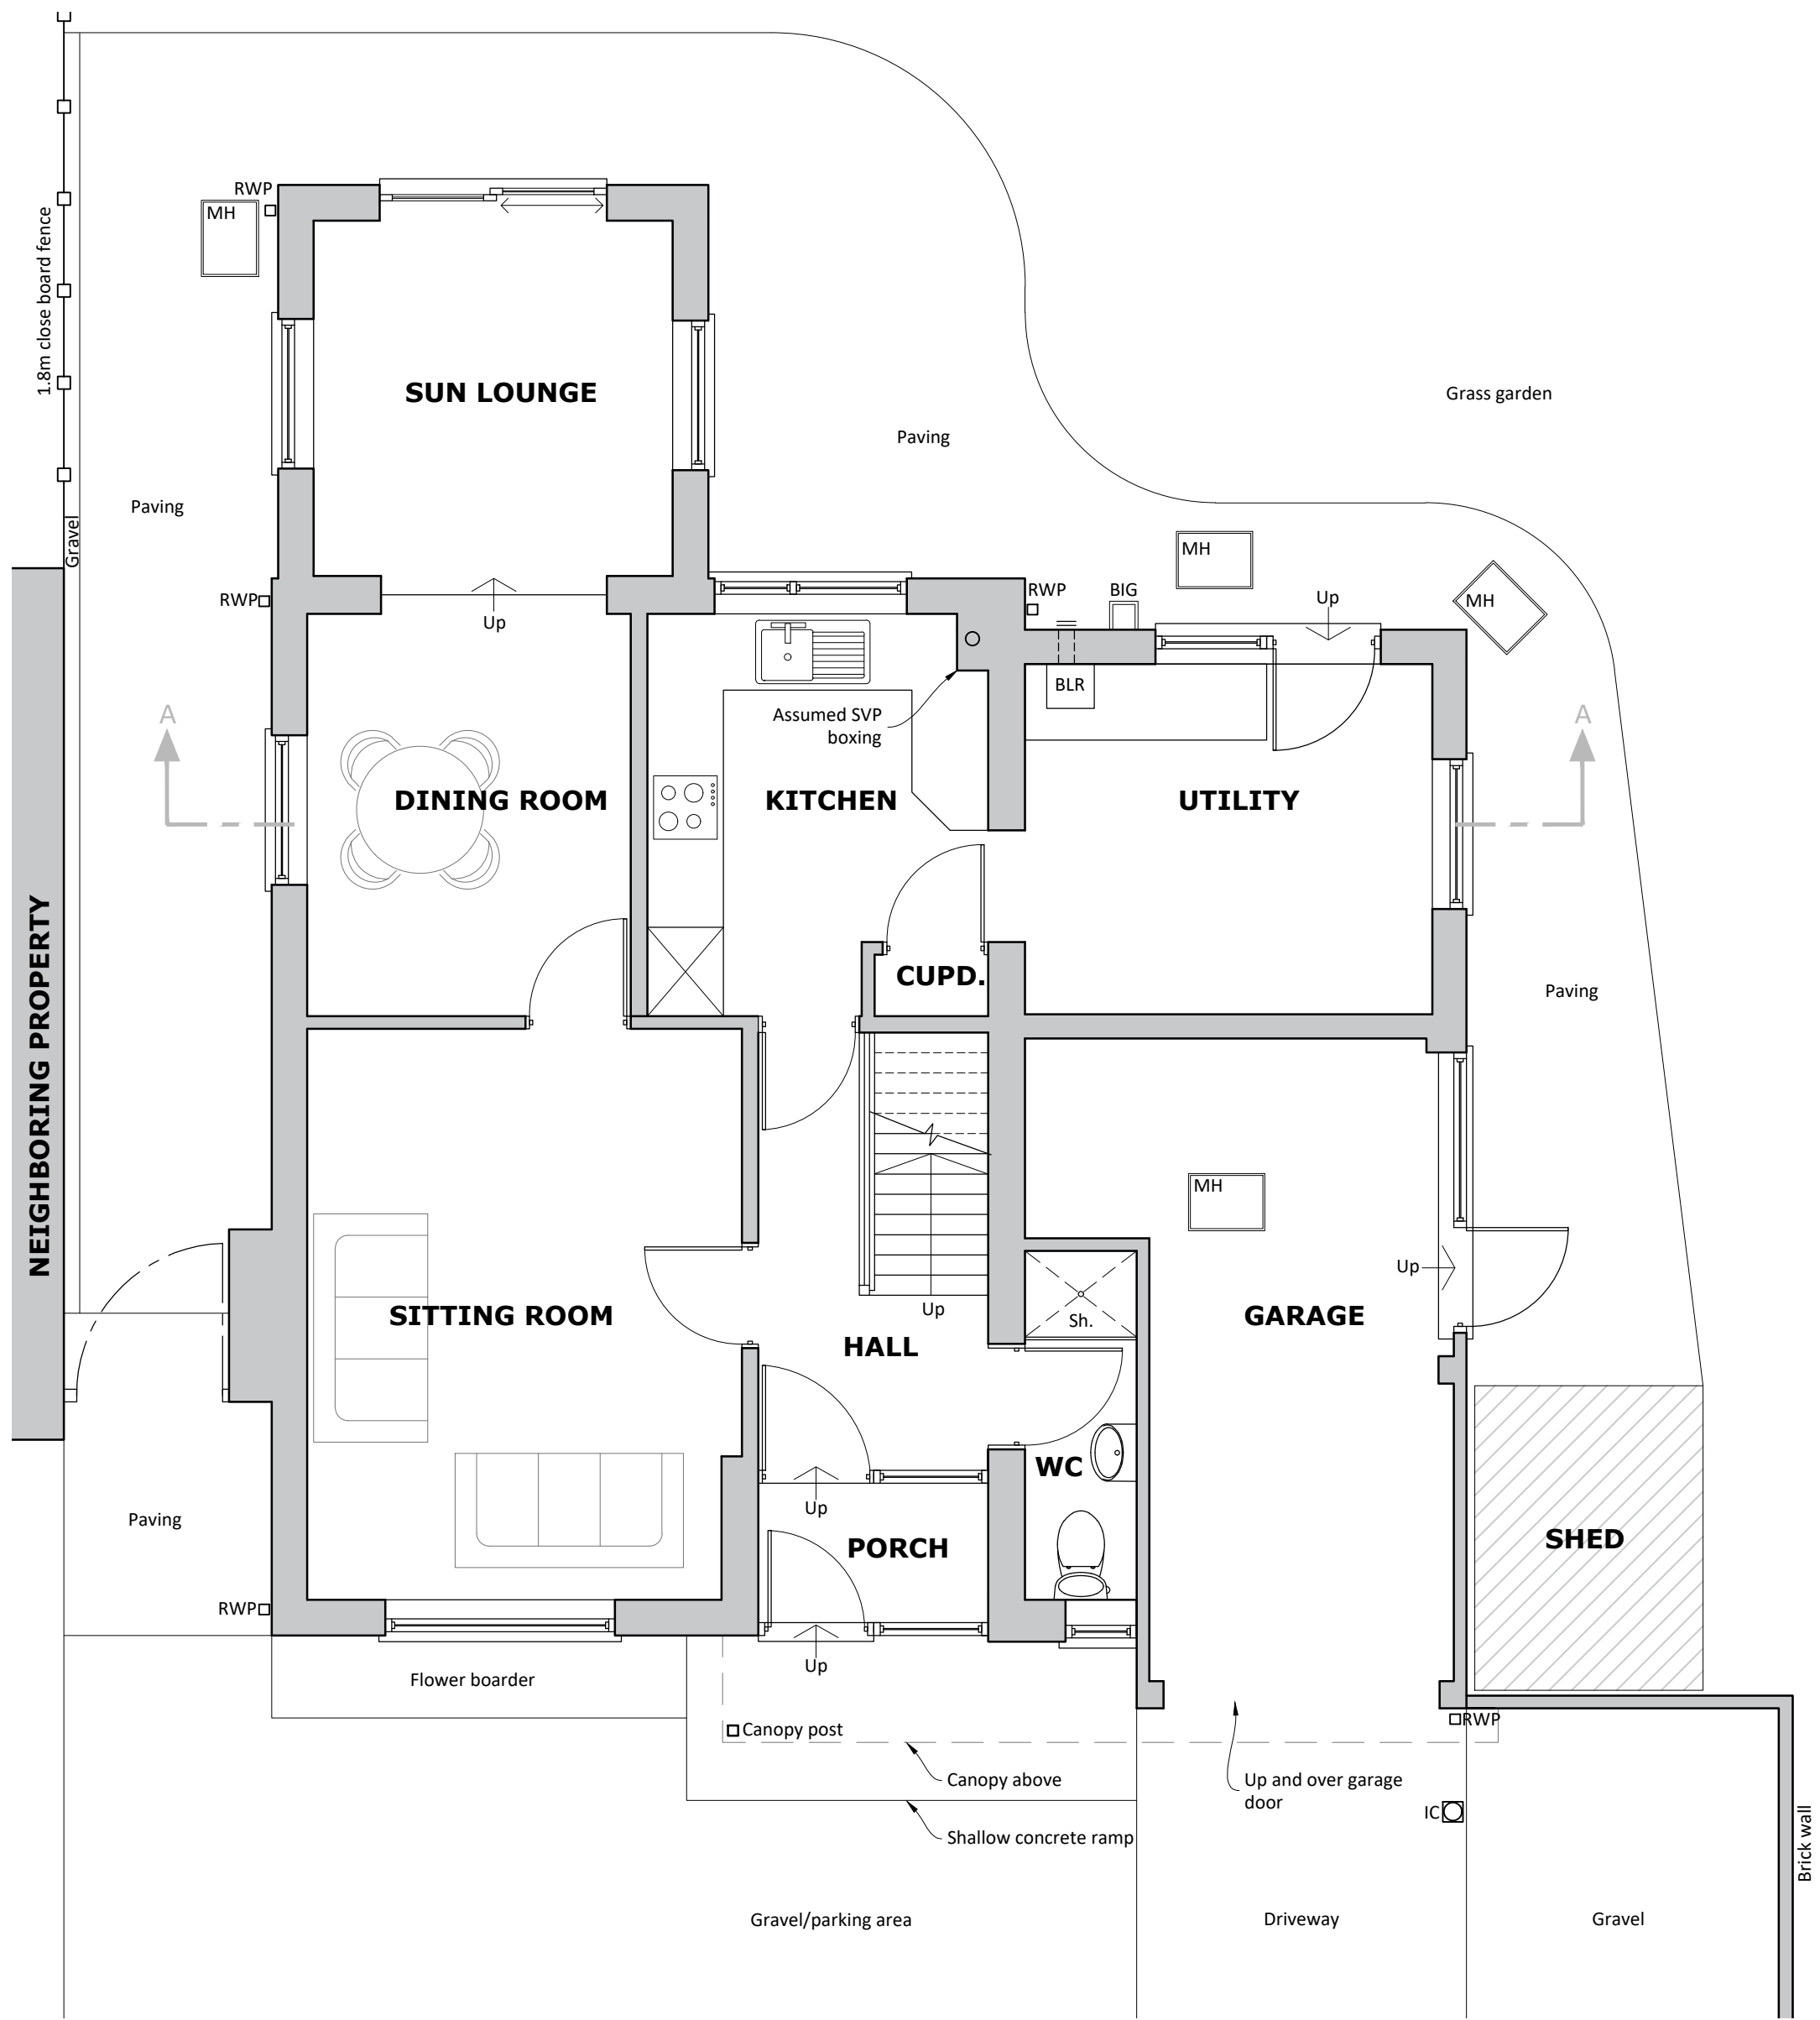 RWP
MH
1.8m close board fence
SUN LOUNGE
Grass garden
Paving
Paving
Gravel
MH
RWP
Up
RWP
BIG
Up
MH
BLR
A
Assumed SVP
boxing
A
DINING ROOM
KITCHEN
UTILITY
CUPD.
Paving
NEIGHBORING PROPERTY
MH
Up
Up
SITTING ROOM
Sh.
GARAGE
HALL
WC
Up
Paving
PORCH
SHED
RWP
Up
Flower boarder
Canopy post
RWP
Canopy above
Up and over garage
door
IC
Shallow concrete ramp
Brick wall
Gravel/parking area
Driveway
Gravel